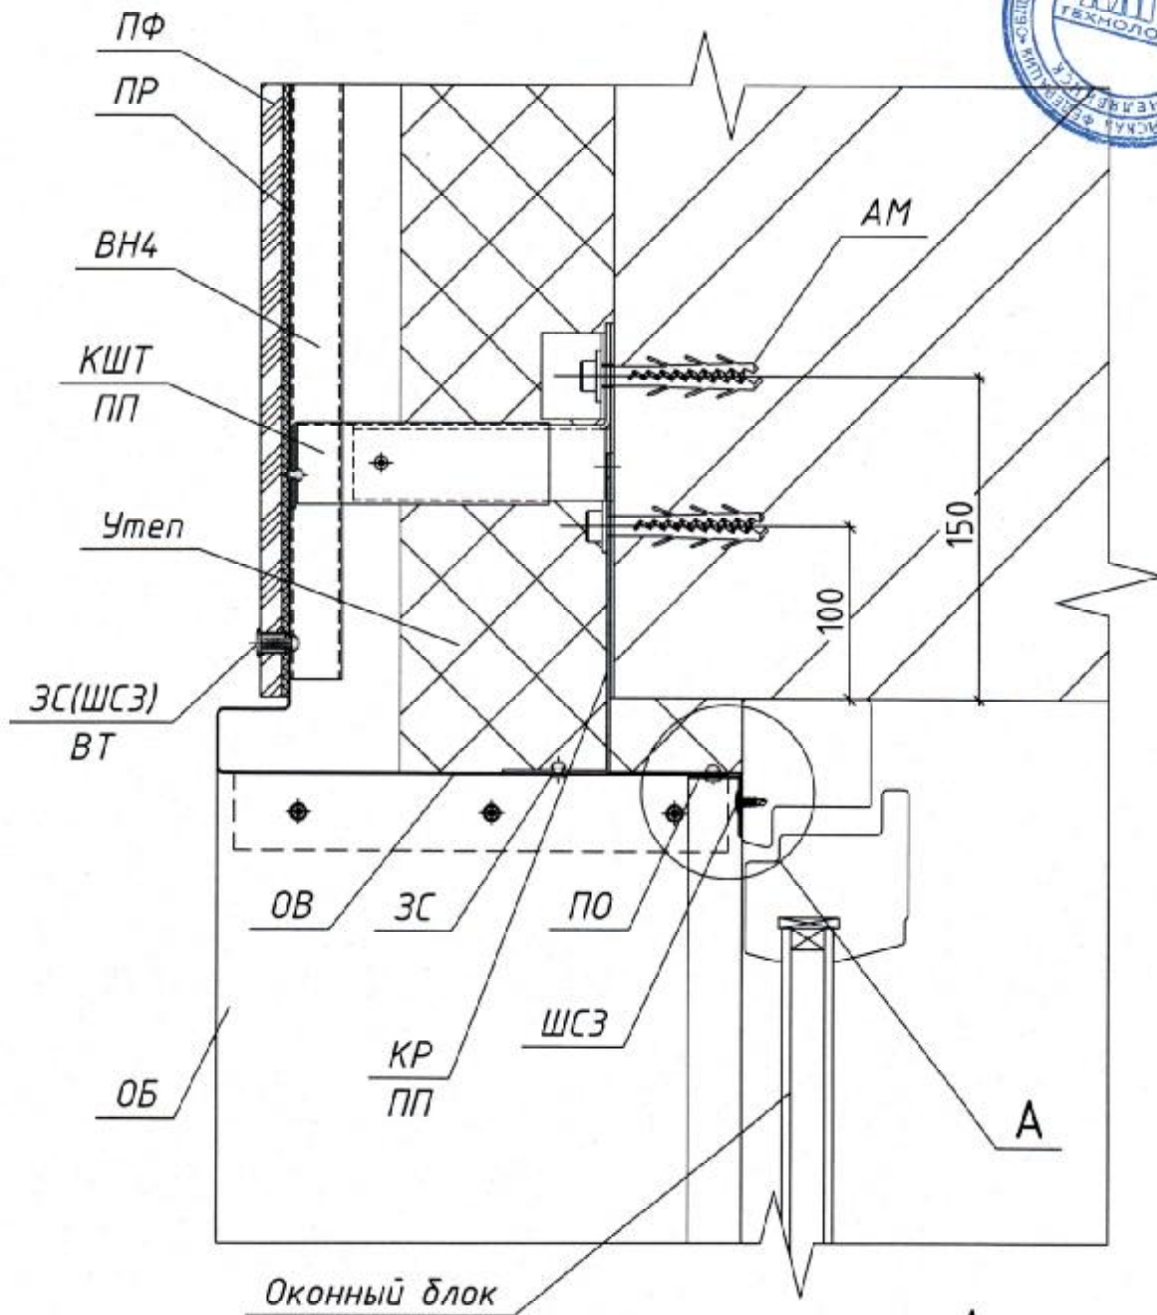 ПФ
ПР
ВН4
КШТ
ПП
Утеп
ЗС(ШСЗ)
ВТ
АМ
150
100
ОВ
ЗС
ПО
ШСЗ
КР
ПП
ОБ
А
Оконный блок